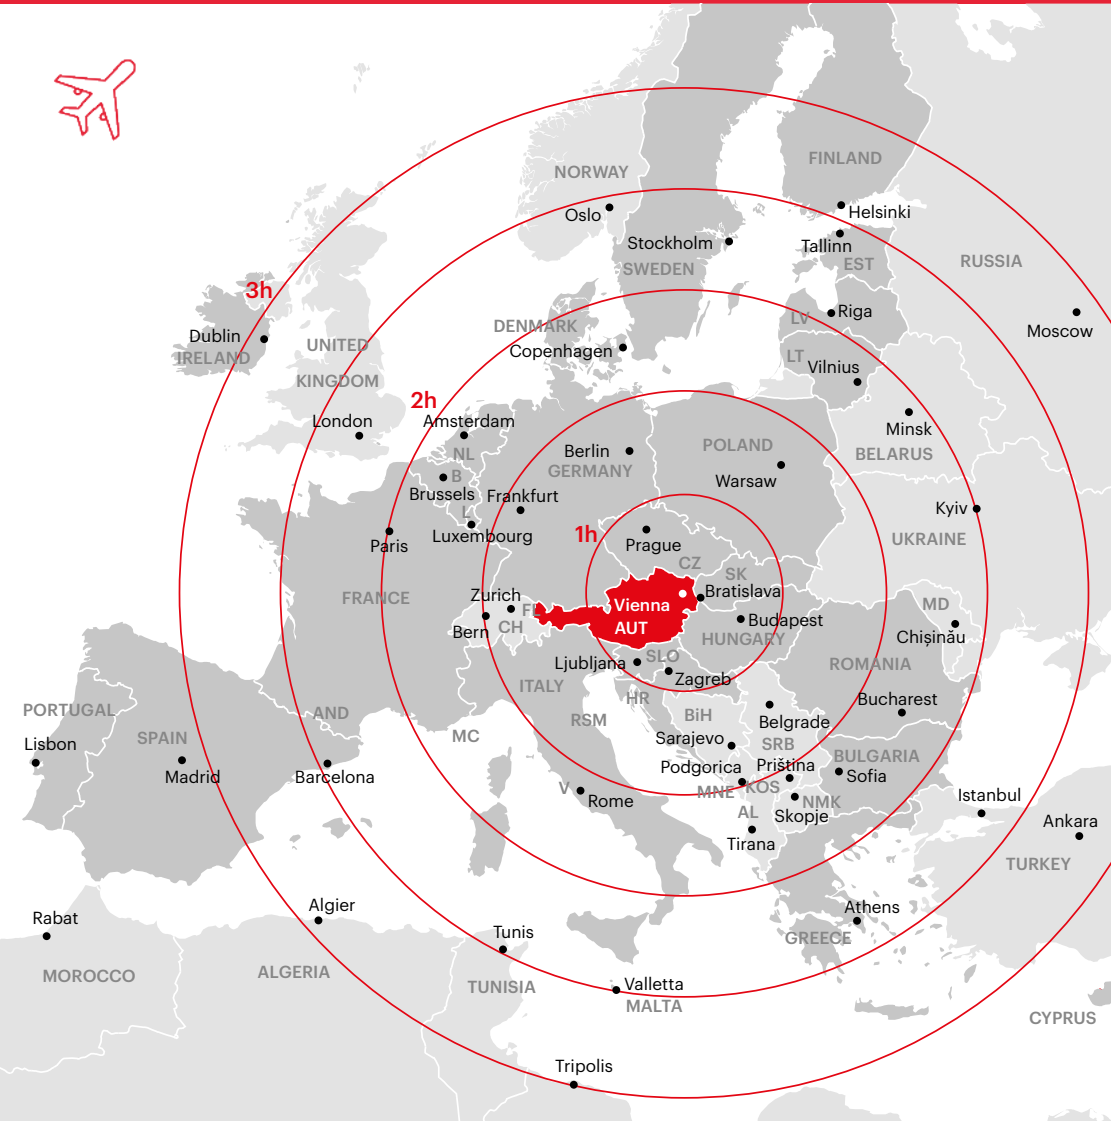 FINLAND
NORWAY
Oslo
Helsinki
Stockholm
Tallinn
SWEDEN
EST
RUSSIA
3h
Riga
LV
Moscow
DENMARK
Dublin
IRELAND
UNITED
KINGDOM
Copenhagen
LT
Vilnius
2h
London
Amsterdam
NL
Minsk
BELARUS
Berlin
GERMANY
POLAND
Warsaw
B
Brussels
Frankfurt
L
Luxembourg
Kyiv
UKRAINE
Paris
1h
Prague
CZ
SK
Bratislava
FRANCE
Zurich
FL
Bern
CH
Vienna
AUT
Budapest
HUNGARY
MD
Chișinău
Ljubljana
SLO
Zagreb
ROMANIA
ITALY
HR
Bucharest
PORTUGAL
AND
RSM
BiH
Belgrade
Lisbon
SPAIN
MC
Sarajevo
SRB
BULGARIA
Madrid
Barcelona
Podgorica
Priština
Sofia
V
Rome
MNE
KOS
NMK
Istanbul
AL
Skopje
Ankara
Tirana
TURKEY
Rabat
Algier
Athens
Tunis
GREECE
MOROCCO
ALGERIA
TUNISIA
Valletta
MALTA
CYPRUS
Tripolis